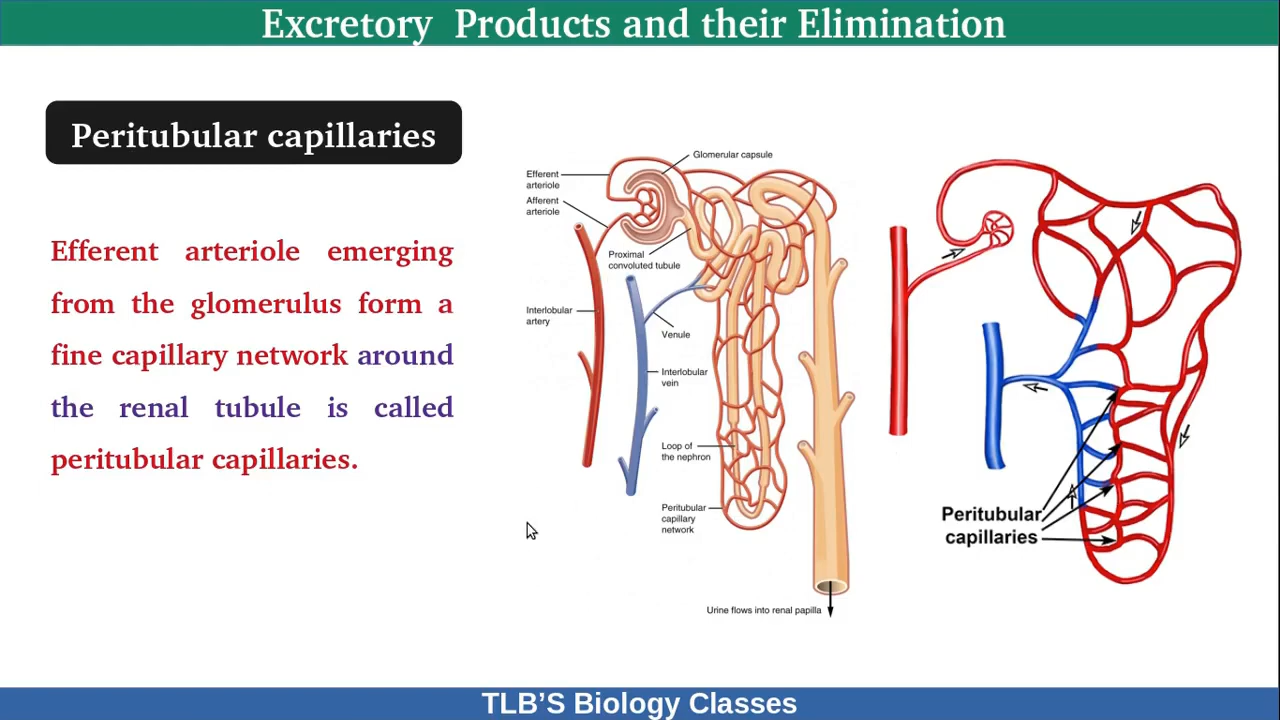 Excretory Products and their Elimination
Peritubular capillaries
Efferent arteriole emerging
from the glomerulus form a
fine capillary network around
the renal tubule is called
peritubular capillaries.
Glomerular capsule
Efferent
arteriole
Afferent
arteriole
Proximal
convoluted tubule
Interlobular
artery
Venule
Interlobular
vein
Loop of
the nephron
Peritubular
capillary
network
Urine flows into renal papilla
Peritubular
capillaries
TLB’S Biology Classes